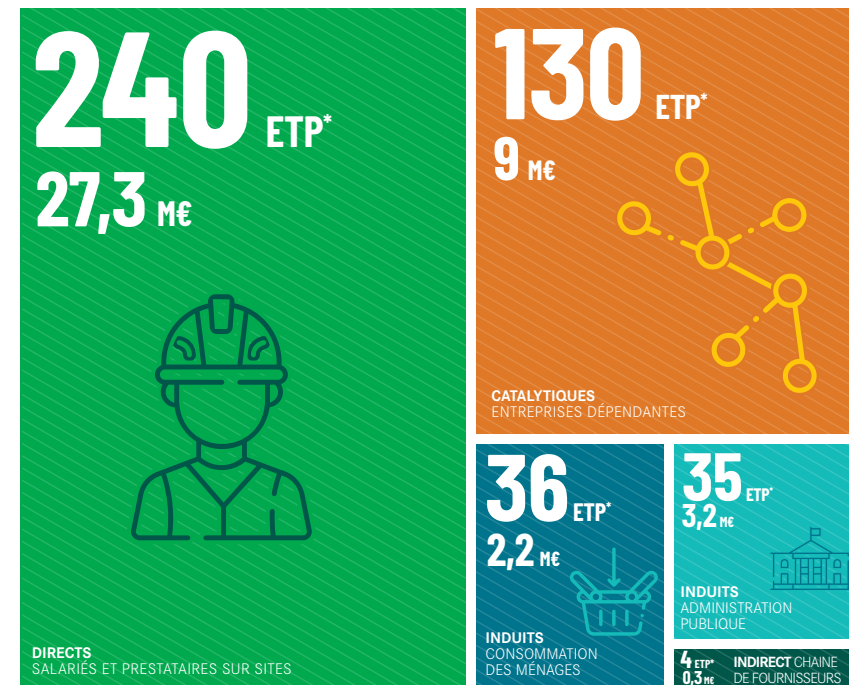 240 ETP*
27,3 M€
DIRECTS
SALARIÉS ET PRESTATAIRES SUR SITES
130 ETP*
9 M€
CATALYTIQUES
ENTREPRISES DÉPENDANTES
36 ETP*
2,2 M€
INDUITS
CONSOMMATION
DES MÉNAGES
35 ETP*
3,2 M€
INDUITS
ADMINISTRATION
PUBLIQUE
4 ETP*
0,3 M€
INDIRECT CHAINE
DE FOURNISSEURS